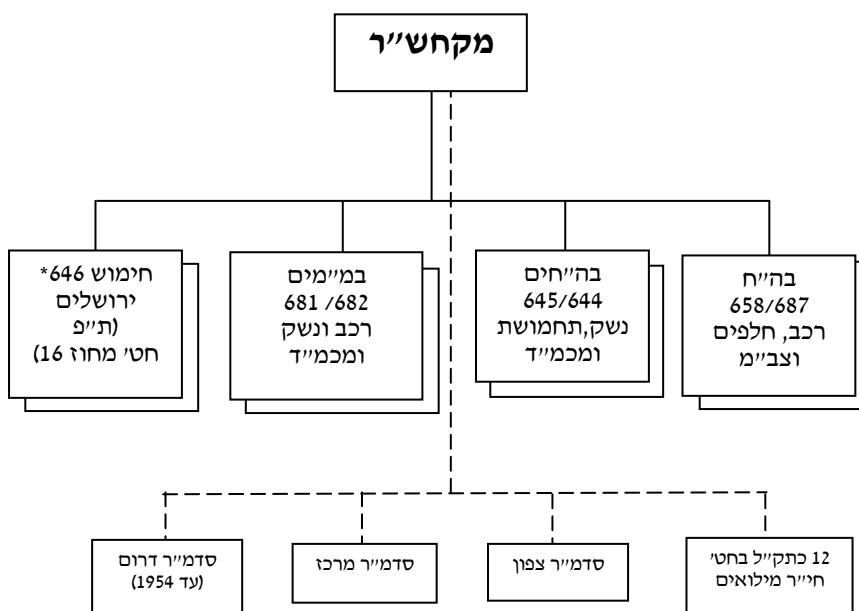 מקחש״ר
בה״ח
658/687
רכב, חלפים
וצב״מ
בה״חים
645/644
נשק,תחמושת
ומכמ״ד
במ״מים
681 /682
רכב ונשק
ומכמ״ד
חימוש 646*
ירושלים
(ת״פ
חט׳ מחוז 16)
12 כתק״ל בחט׳
חי״ר מילואים
סדמ״ר צפון
סדמ״ר מרכז
סדמ״ר דרום
(עד 1954)